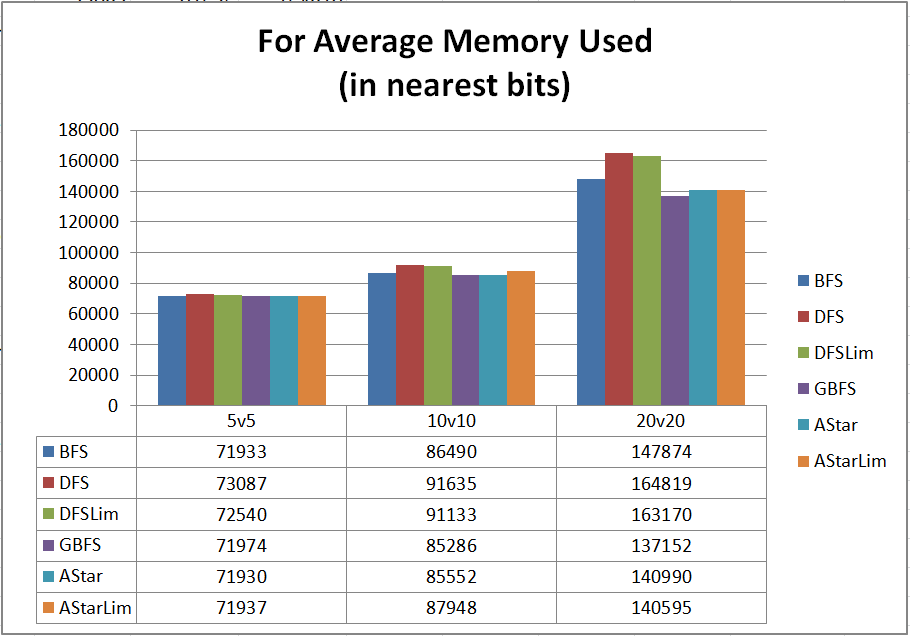 For Average Memory Used
(in nearest bits)
180000
160000
140000
120000
100000
80000
60000
40000
20000
0
5v5 10v10 20v20
BFS 71933 86490 147874
DFS 73087 91635 164819
DFSLim 72540 91133 163170
GBFS 71974 85286 137152
AStar 71930 85552 140990
AStarLim 71937 87948 140595
BFS
DFS
DFSLim
GBFS
AStar
AStarLim